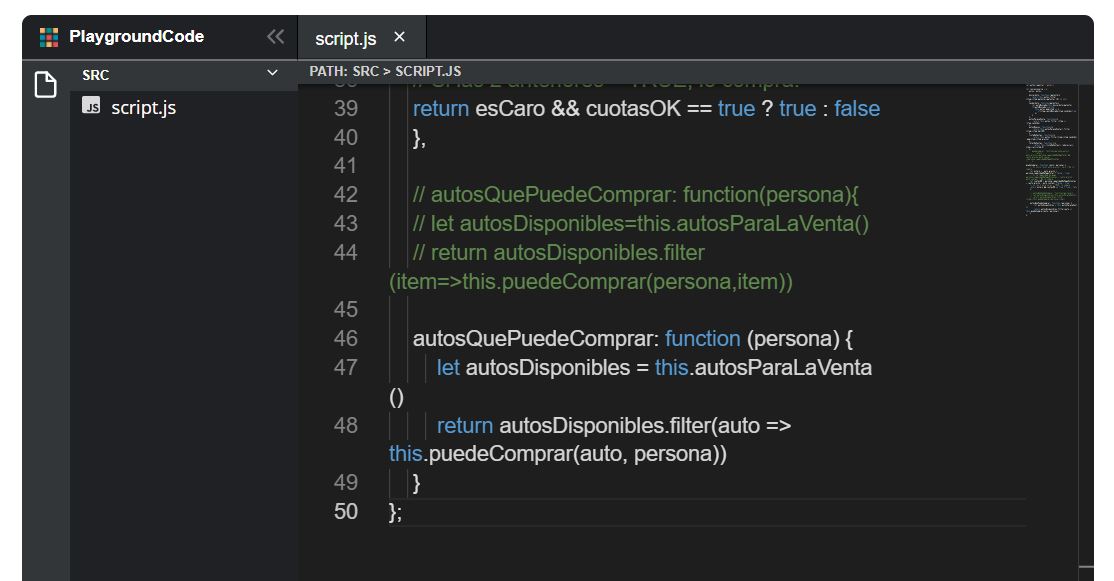 PlaygroundCode
script.js
SRC
script.js
PATH: SRC > SCRIPT.JS
39 return esCaro && cuotasOK == true ? true : false
40 },
41
42 // autosQuePuedeComprar: function(persona){
43 // let autosDisponibles=this.autosParaLaVenta()
44 // return autosDisponibles.filter
(item=>this.puedeComprar(persona,item))
45
46 autosQuePuedeComprar: function (persona) {
47 let autosDisponibles = this.autosParaLaVenta
()
48 return autosDisponibles.filter(auto =>
this.puedeComprar(auto, persona))
49 }
50 };